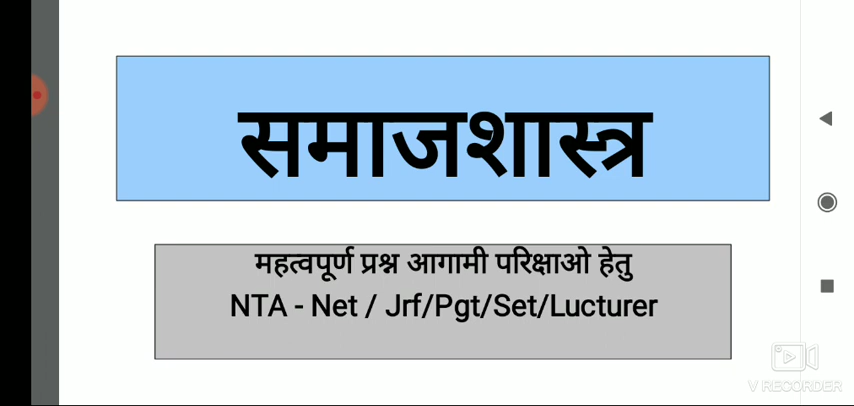 समाजशास्त्र
महत्वपूर्ण प्रश्न आगामी परिक्षाओ हेतु
NTA - Net / Jrf/Pgt/Set/Lucturer
V RECORDER